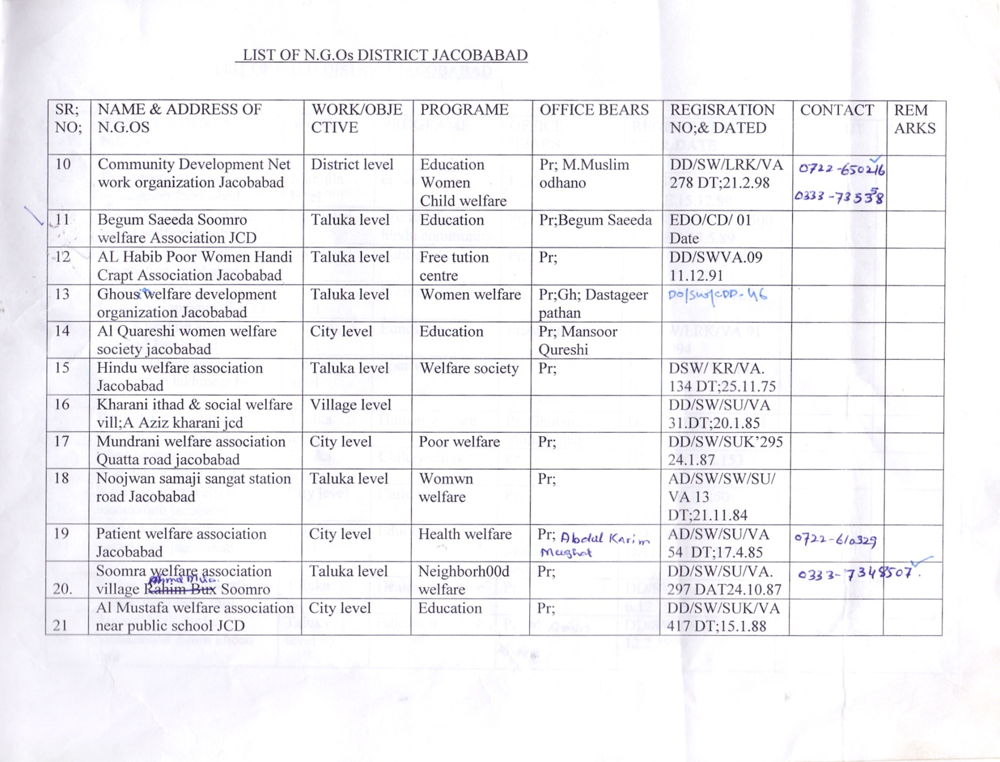 LIST OF N.G.Os DISTRICT JACOBABAD
SR; NO; NAME & ADDRESS OF N.G.OS WORK/OBJE CTIVE PROGRAME OFFICE BEARS REGISRATION NO;& DATED CONTACT REM ARKS
10 Community Development Net District level Education Pr; M.Muslim DD/SW/LRK/VA 0722-650216
work organization Jacobabad Women odhano 278 DT;21.2.98
Child welfare
11 Begum Saeeda Soomro Taluka level Education Pr;Begum Saeeda EDO/CD/ 01
welfare Association JCD Date
12 AL Habib Poor Women Handi Taluka level Free tution Pr; DD/SWVA.09
Crapt Association Jacobabad centre 11.12.91
13 Ghousia welfare development Taluka level Women welfare Pr;Gh; Dastageer DO/SW/CDD-46
organization Jacobabad pathan
14 Al Quareshi women welfare City level Education Pr; Mansoor
society jacobabad Qureshi
15 Hindu welfare association Taluka level Welfare society Pr; DSW/ KR/VA.
Jacobabad 134 DT;25.11.75
16 Kharani ithad & social welfare Village level DD/SW/SU/VA
vill;A Aziz kharani jcd 31.DT;20.1.85
17 Mundrani welfare association City level Poor welfare Pr; DD/SW/SUK’295
Quatta road jacobabad 24.1.87
18 Noojwan samaji sangat station Taluka level Womwn Pr; AD/SW/SW/SU/
road Jacobabad welfare VA 13
DT;21.11.84
19 Patient welfare association City level Health welfare Pr; Abdul Karim AD/SW/SU/VA 0722-610329
Jacobabad Mughal 54 DT;17.4.85
Soomra welfare association Taluka level Neighborh00d Pr; DD/SW/SU/VA. 0333-7348507.
20. village Rahim Bux Soomro welfare 297 DAT24.10.87
Al Mustafa welfare association City level Education Pr; DD/SW/SUK/VA
21 near public school JCD 417 DT;15.1.88